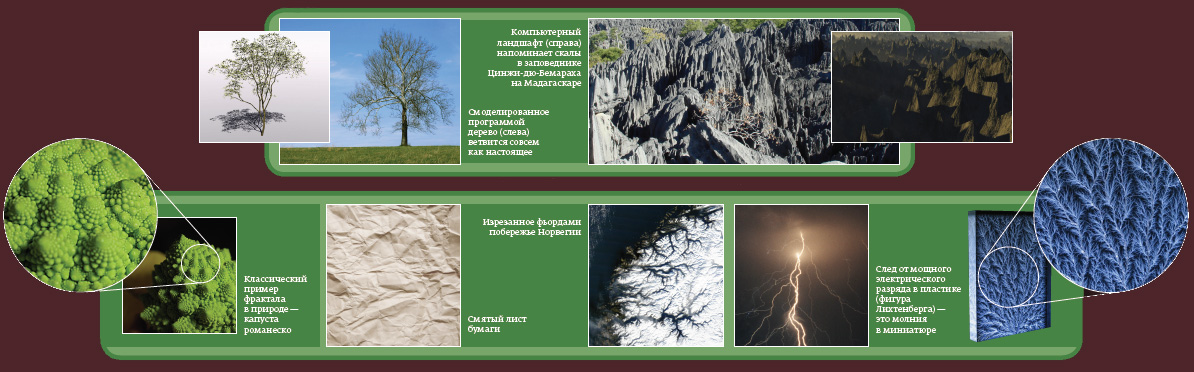 Компьютерный
ландшафт (справа)
напоминает скалы
в заповеднике
Цинжи-дю-Бемараха
на Мадагаскаре
Смоделированное
программой
дерево (слева)
ветвится совсем
как настоящее
Классический
пример
фрактала
в природе —
капуста
романеско
Изрезанное фьордами
побережье Норвегии
Смятый лист
бумаги
След от мощного
электрического
разряда в пластике
(фигура
Лихтенберга) —
это молния
в миниатюре